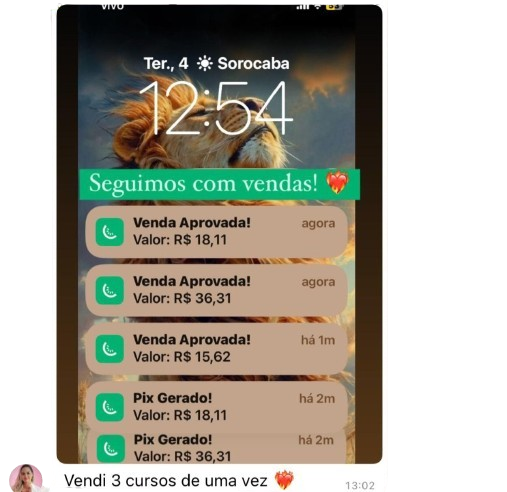 vivo
Ter., 4 Sorocaba
12:54
Seguimos com vendas!
Venda Aprovada! agora
Valor: R$ 18,11
Venda Aprovada! agora
Valor: R$ 36,31
Venda Aprovada! há 1m
Valor: R$ 15,62
Pix Gerado! há 2m
Valor: R$ 18,11
Pix Gerado! há 2m
Valor: R$ 36,31
Vendi 3 cursos de uma vez
13:02